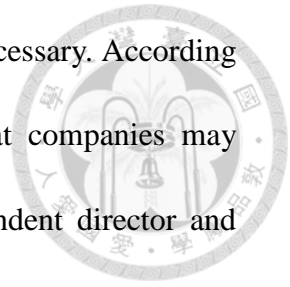 cessary. According
at companies may
ndent director and